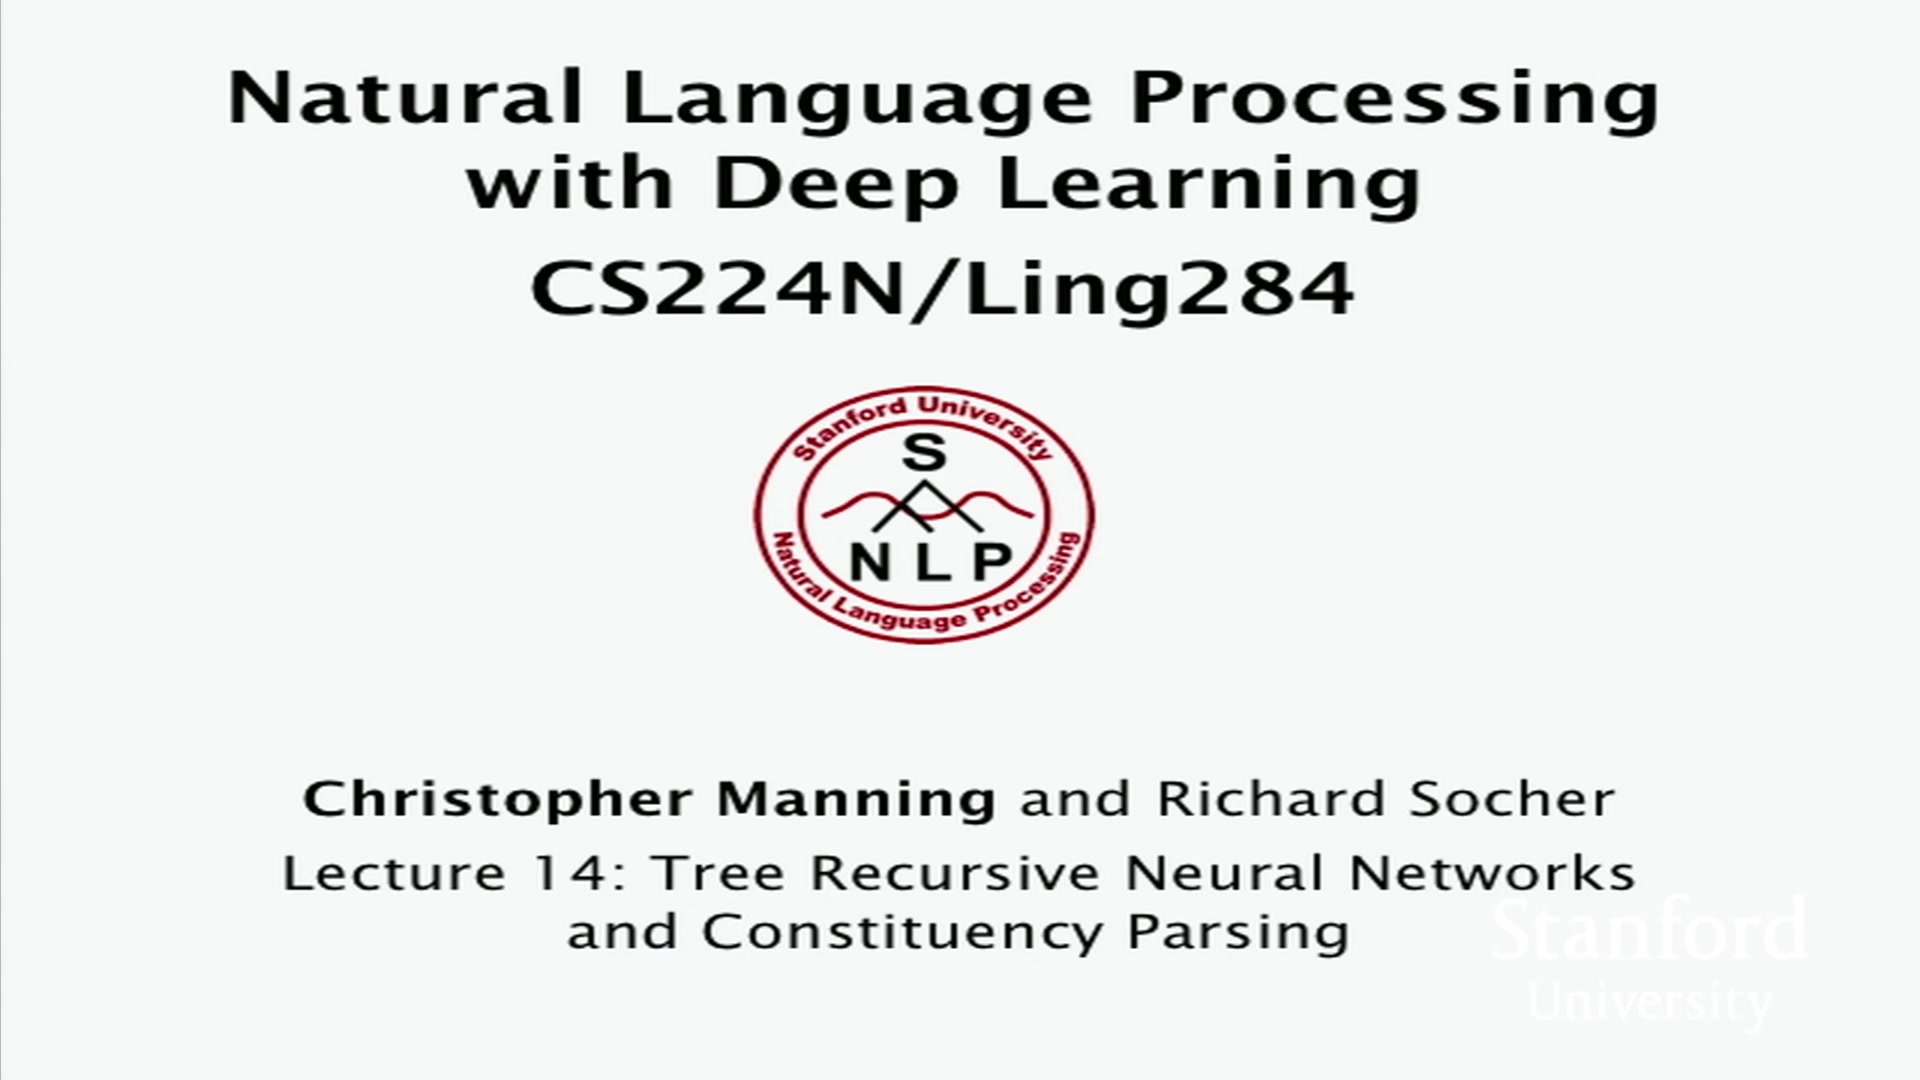 Natural Language Processing
with Deep Learning
CS224N/Ling284
Stanford University
S
N L P
Natural Language Processing
Christopher Manning and Richard Socher
Lecture 14: Tree Recursive Neural Networks
and Constituency Parsing
Stanford
University